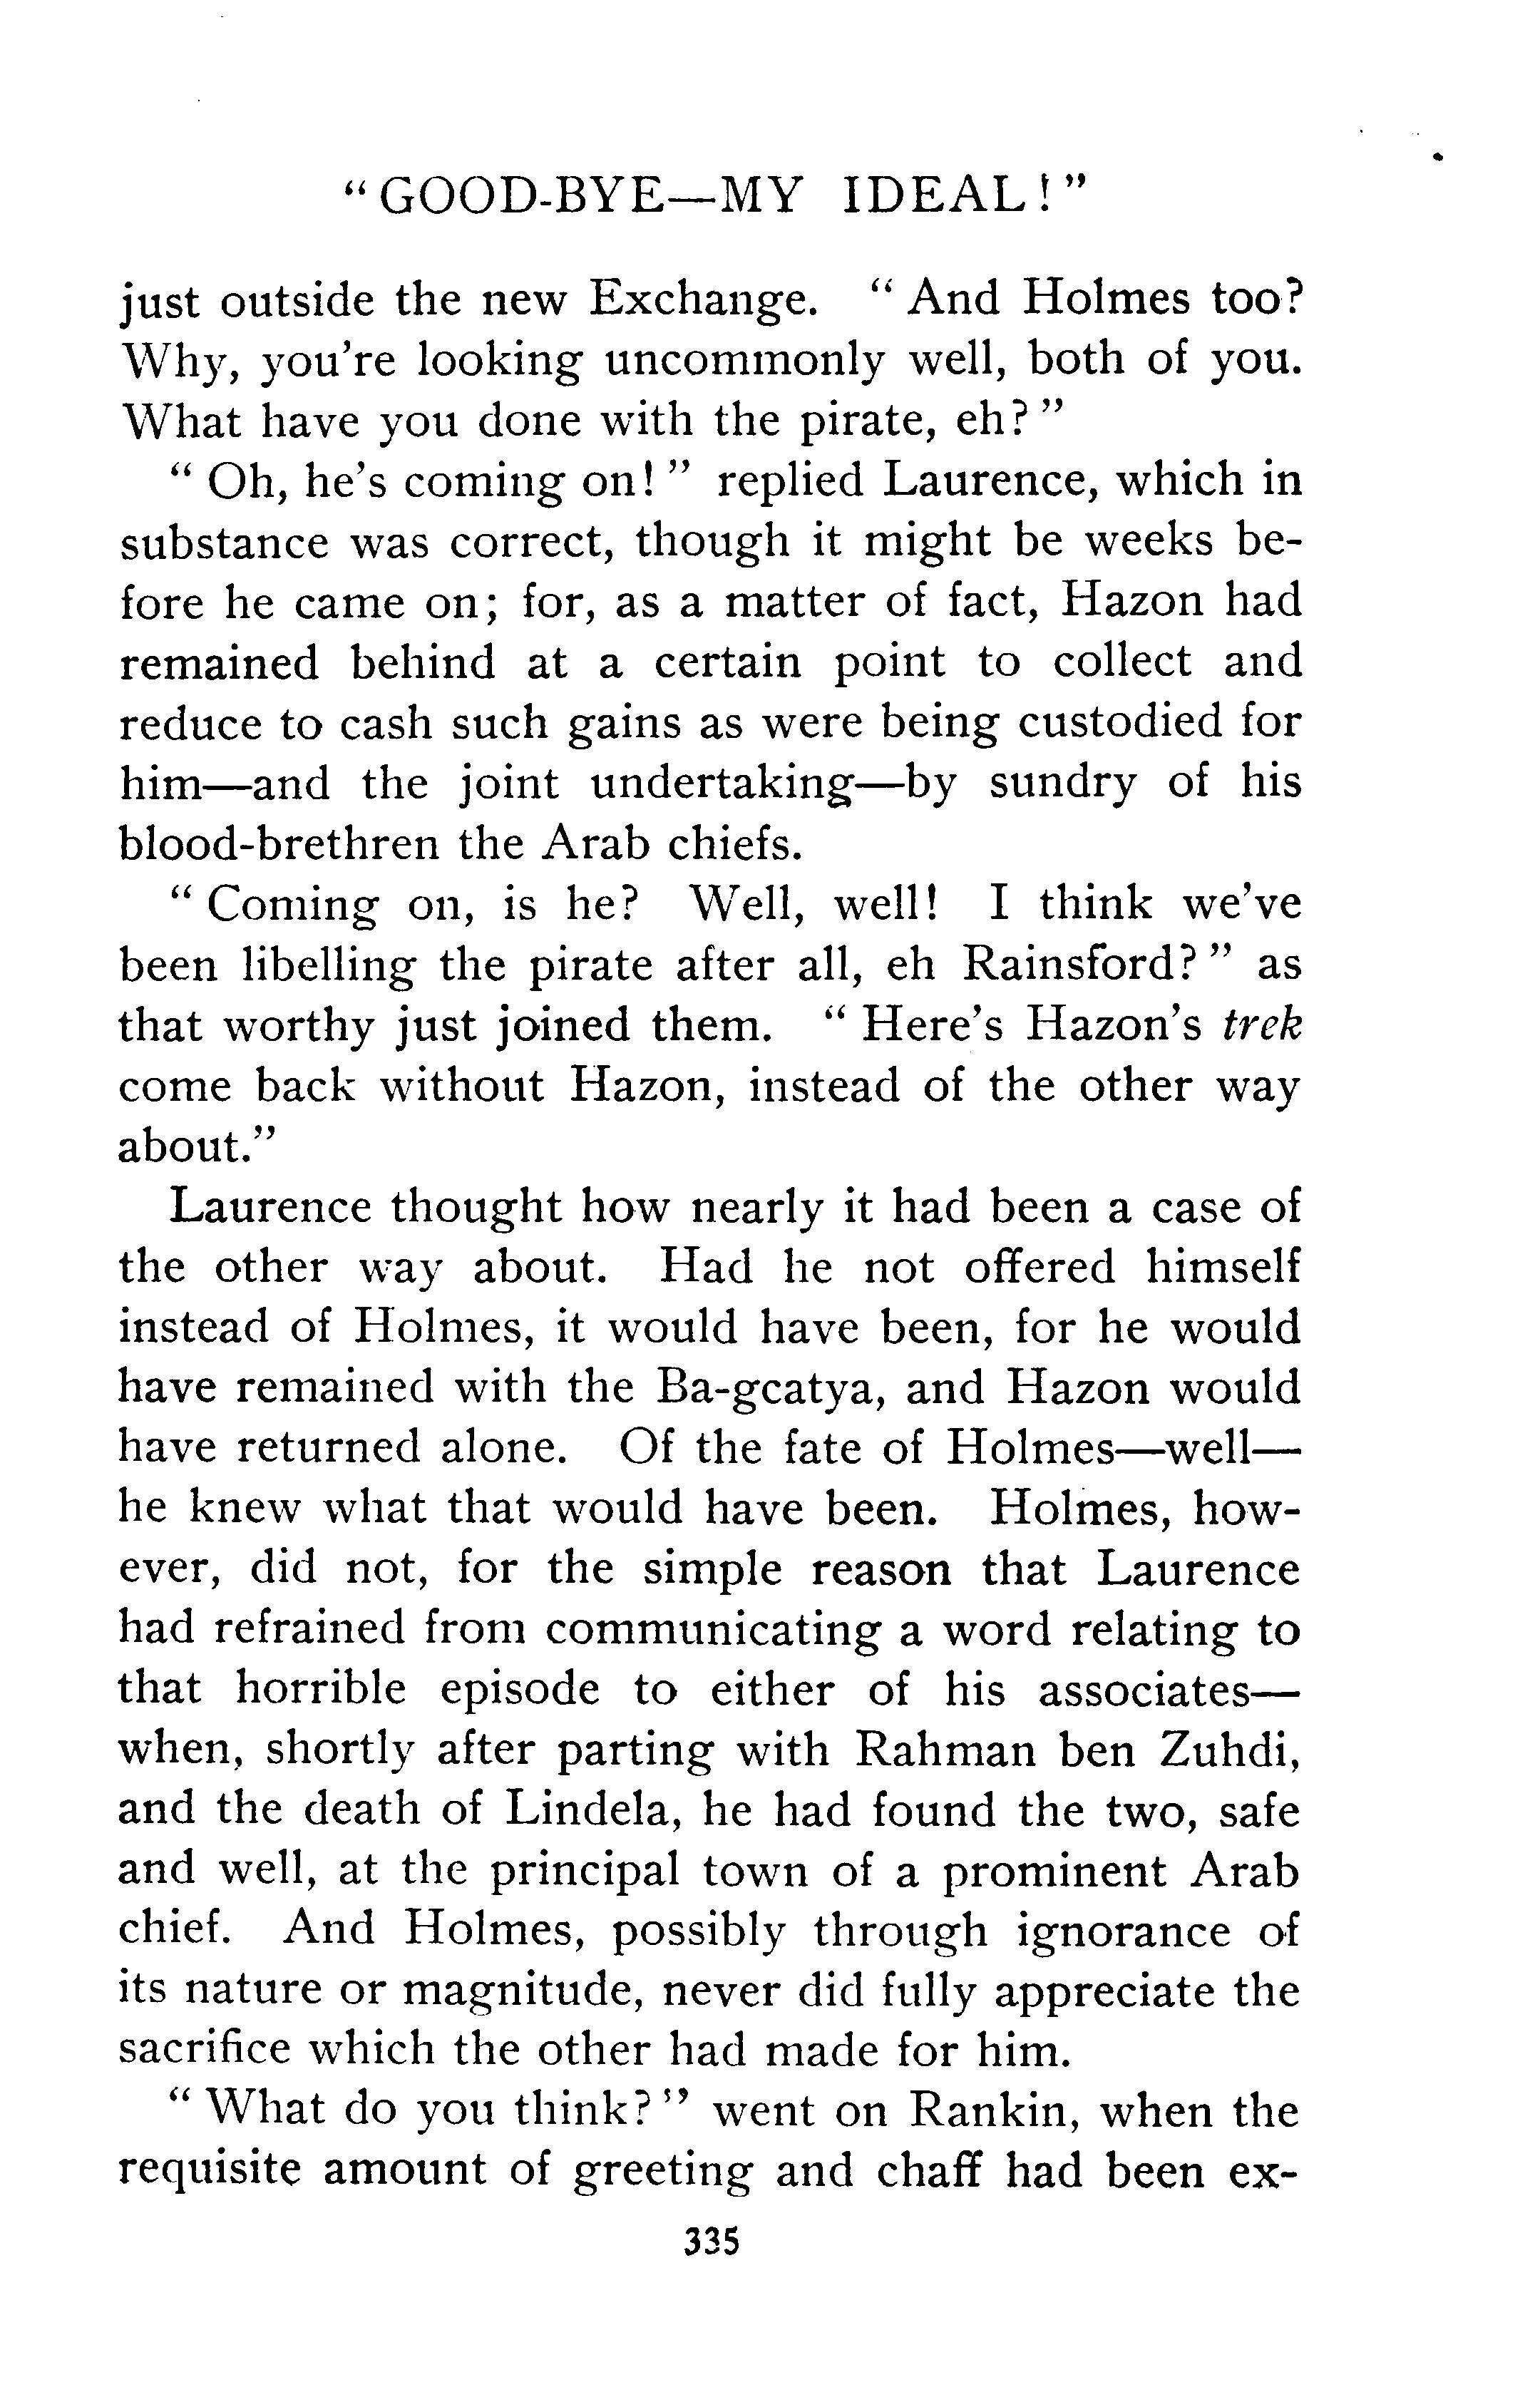 "GOOD-BYE—MY IDEAL!"
just outside the new Exchange. "And Holmes too?
Why, you're looking uncommonly well, both of you.
What have you done with the pirate, eh?"
"Oh, he's coming on!" replied Laurence, which in
substance was correct, though it might be weeks be-
fore he came on; for, as a matter of fact, Hazon had
remained behind at a certain point to collect and
reduce to cash such gains as were being custodied for
him—and the joint undertaking—by sundry of his
blood-brethren the Arab chiefs.
"Coming on, is he? Well, well! I think we've
been libelling the pirate after all, eh Rainsford?" as
that worthy just joined them. "Here's Hazon's trek
come back without Hazon, instead of the other way
about."
Laurence thought how nearly it had been a case of
the other way about. Had he not offered himself
instead of Holmes, it would have been, for he would
have remained with the Ba-gcatya, and Hazon would
have returned alone. Of the fate of Holmes—well—
he knew what that would have been. Holmes, how-
ever, did not, for the simple reason that Laurence
had refrained from communicating a word relating to
that horrible episode to either of his associates—
when, shortly after parting with Rahman ben Zuhdi,
and the death of Lindela, he had found the two, safe
and well, at the principal town of a prominent Arab
chief. And Holmes, possibly through ignorance of
its nature or magnitude, never did fully appreciate the
sacrifice which the other had made for him.
"What do you think?" went on Rankin, when the
requisite amount of greeting and chaff had been ex-
335